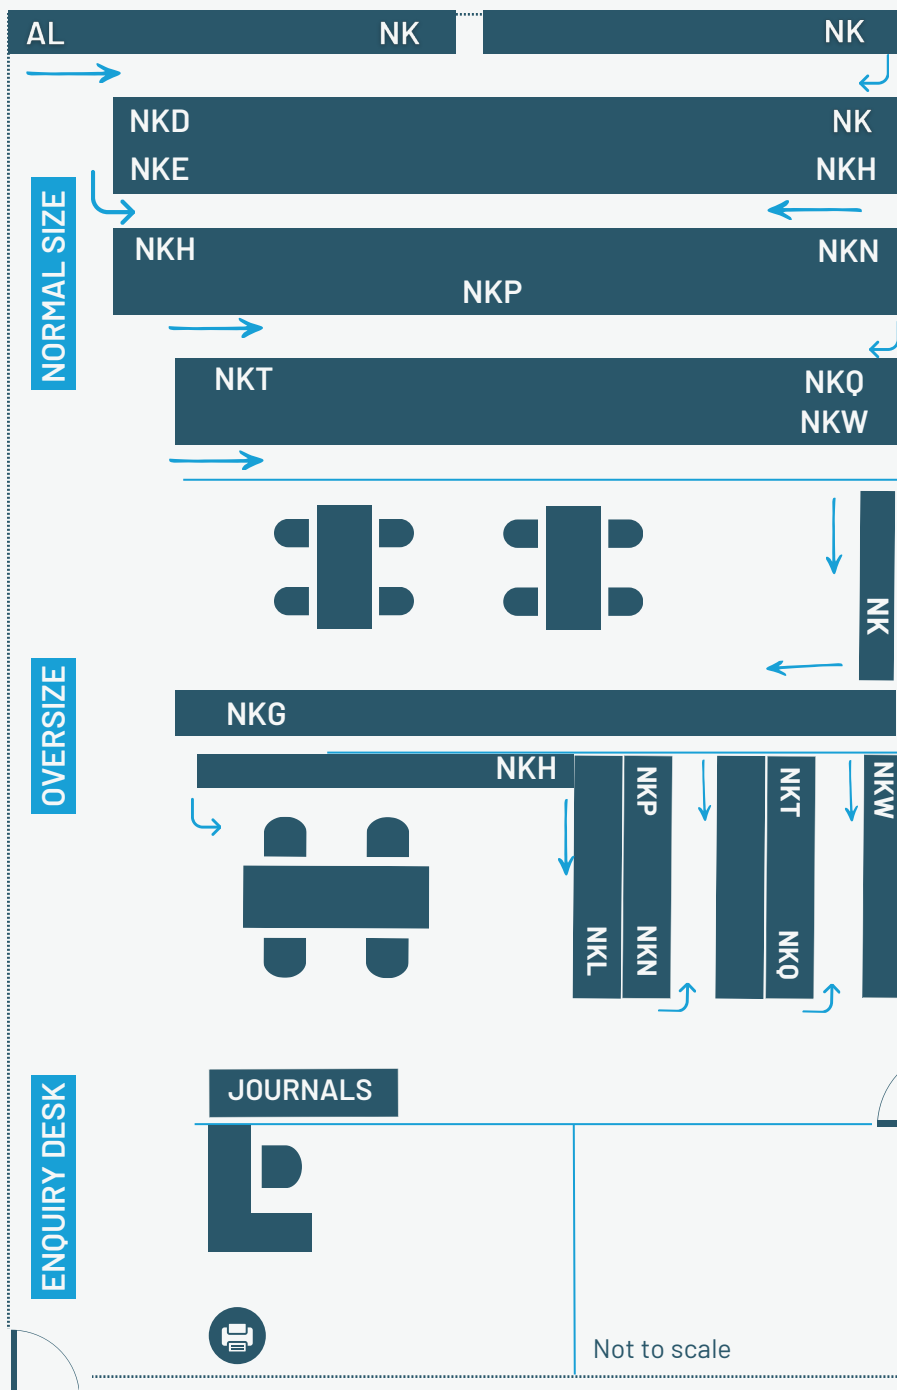 AL
NK
NK
NKD
NK
NKE
NKH
NORMAL SIZE
NKH
NKN
NKP
NKT
NKQ
NKW
NK
OVERSIZE
NKG
NKH
NKP
NKT
NKW
NKL
NKN
NKQ
JOURNALS
ENQUIRY DESK
Not to scale